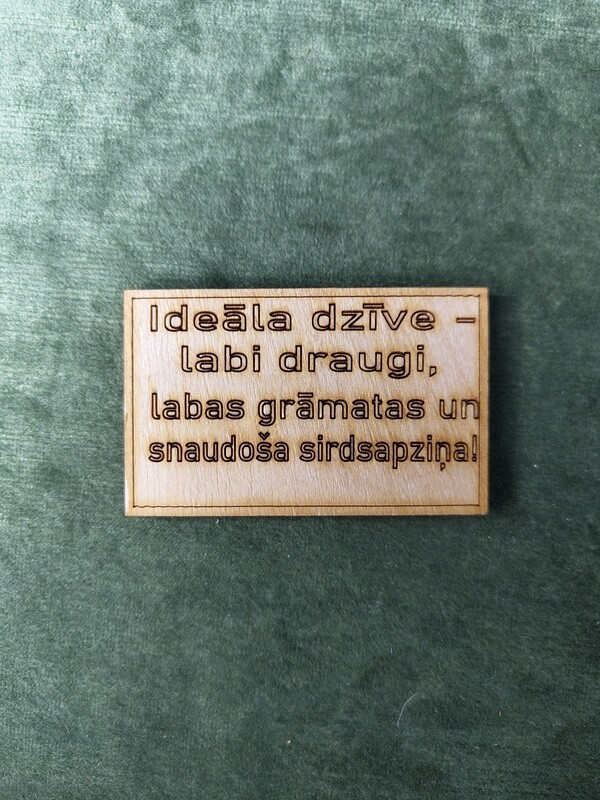 Ideāla dzīve -
labi draugi,
labas grāmatas un
snaudoša sirdsapziņa!